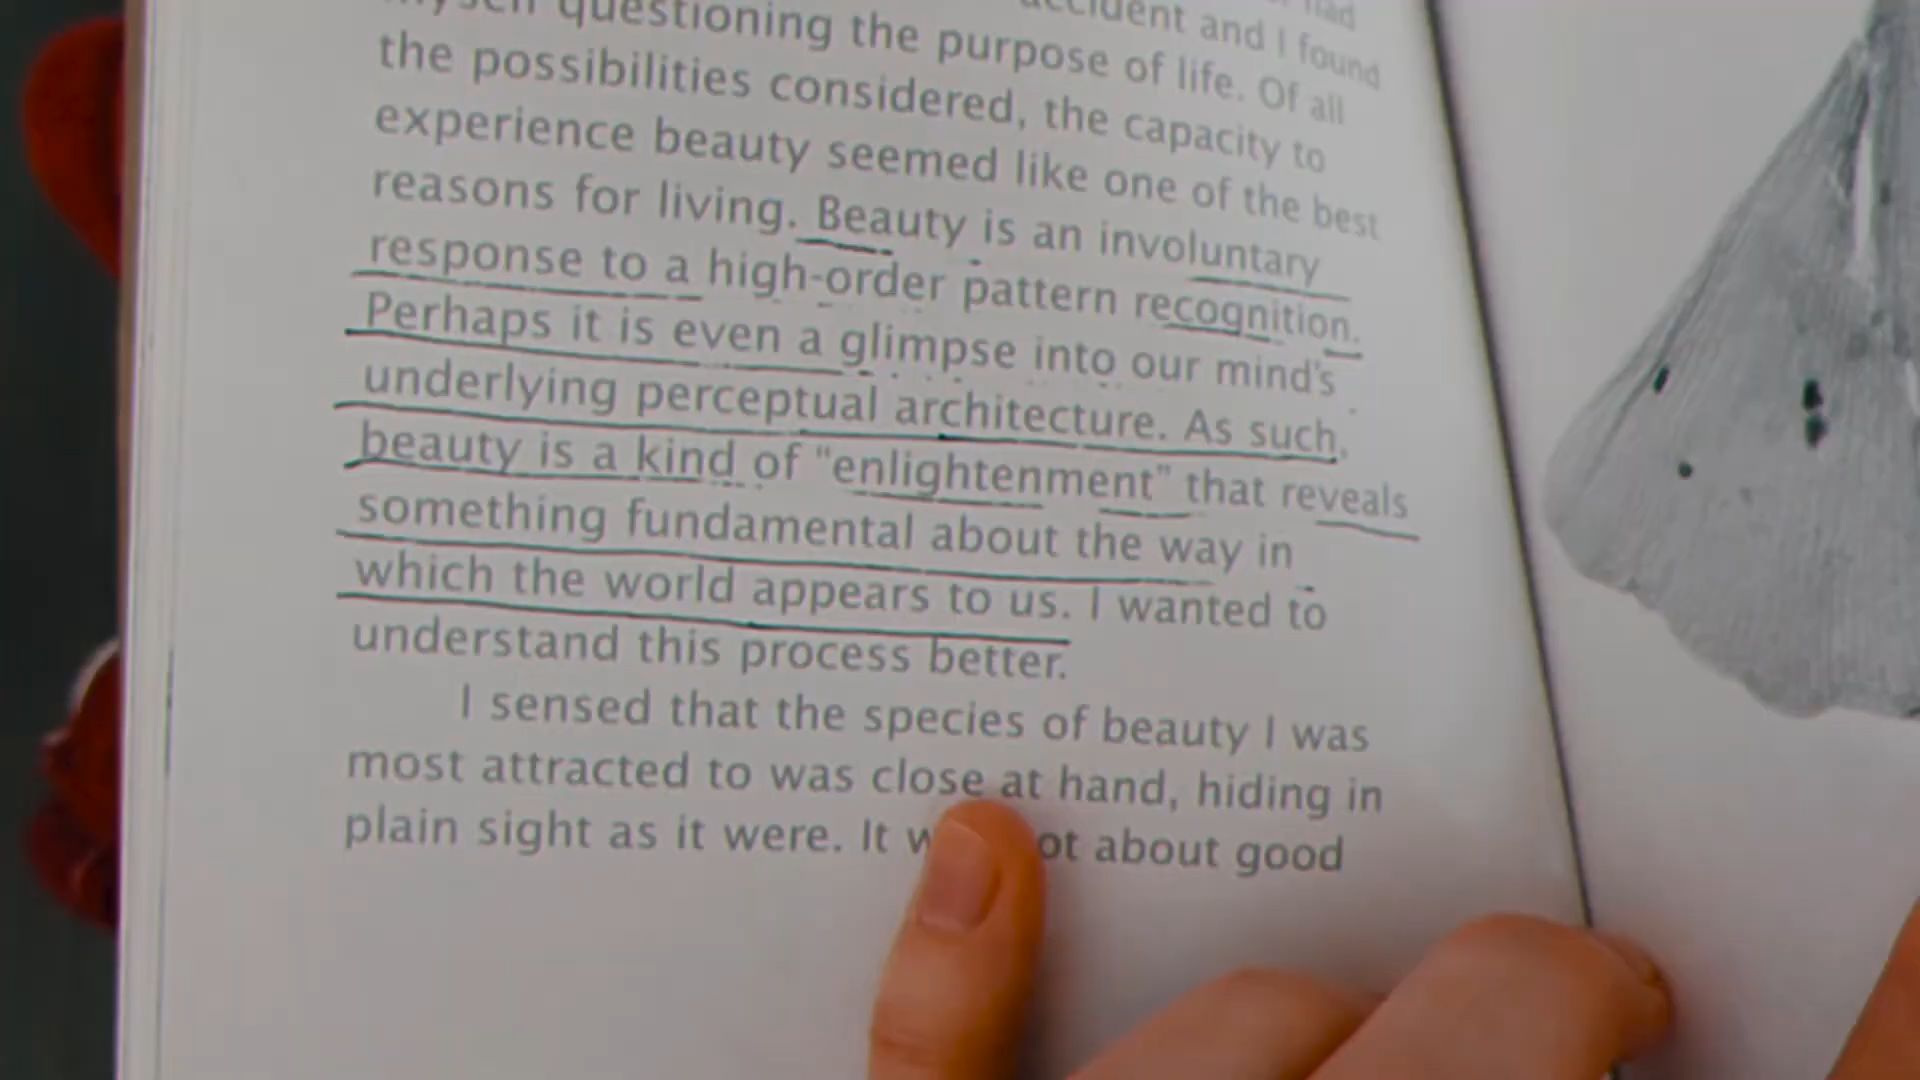 had
accident and I found
myself questioning the purpose of life. Of all
the possibilities considered, the capacity to
experience beauty seemed like one of the best
reasons for living. Beauty is an involuntary
response to a high-order pattern recognition.
Perhaps it is even a glimpse into our mind's
underlying perceptual architecture. As such,
beauty is a kind of "enlightenment" that reveals
something fundamental about the way in
which the world appears to us. I wanted to
understand this process better.
I sensed that the species of beauty I was
most attracted to was close at hand, hiding in
plain sight as it were. It about good